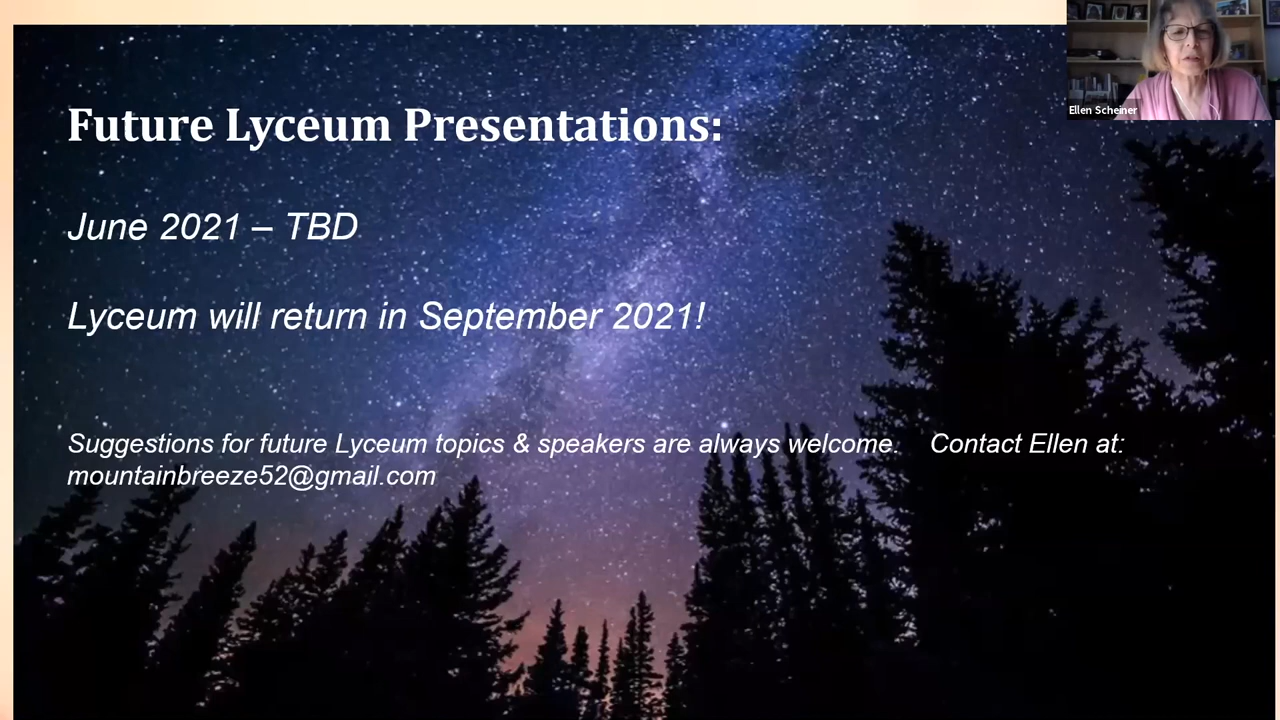 Ellen Scheiner
Future Lyceum Presentations:
June 2021 – TBD
Lyceum will return in September 2021!
Suggestions for future Lyceum topics & speakers are always welcome. Contact Ellen at:
mountainbreeze52@gmail.com